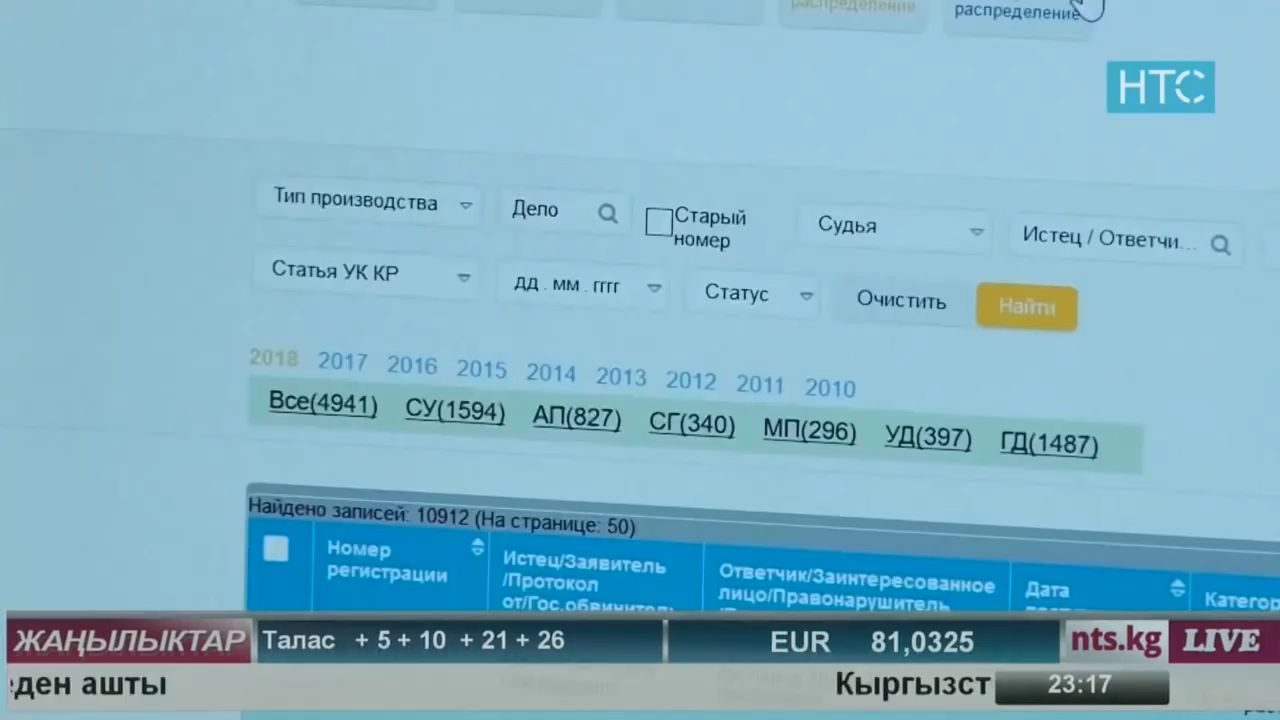 распределение
распределение
НТС
Тип производства
Дело
Старый
номер
Судья
Истец / Ответчи...
Статья УК КР
дд . мм . гггг
Статус
Очистить
Найти
2018 2017 2016 2015 2014 2013 2012 2011 2010
Все(4941) СУ(1594) АП(827) СГ(340) МП(296) УД(397) ГД(1487)
Найдено записей: 10912 (На странице: 50)
Номер
регистрации
Истец/Заявитель
/Протокол
от/Гос.обвинитель
Ответчик/Заинтересованное
лицо/Правонарушитель
Дата
Категор
ЖАҢЫЛЫКТАР Талас + 5 + 10 + 21 + 26 EUR 81,0325 nts.kg LIVE
ден ашты Кыргызст 23:17